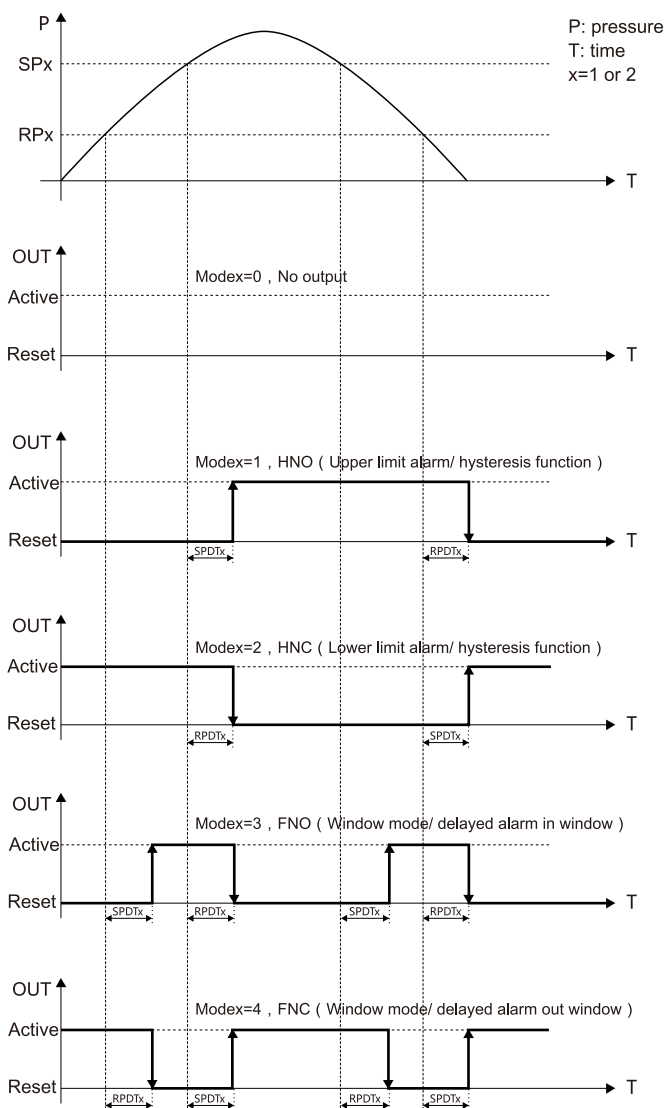 P
P: pressure
T: time
x=1 or 2
SPx
RPx
T
OUT
Modex=0 , No output
Active
Reset
T
OUT
Modex=1 , HNO ( Upper limit alarm/ hysteresis function )
Active
Reset
T
SPDTx
RPDTx
OUT
Modex=2 , HNC ( Lower limit alarm/ hysteresis function )
Active
Reset
T
RPDTx
SPDTx
OUT
Modex=3 , FNO ( Window mode/ delayed alarm in window )
Active
Reset
T
SPDTx
RPDTx
SPDTx
RPDTx
OUT
Modex=4 , FNC ( Window mode/ delayed alarm out window )
Active
Reset
T
RPDTx
SPDTx
RPDTx
SPDTx